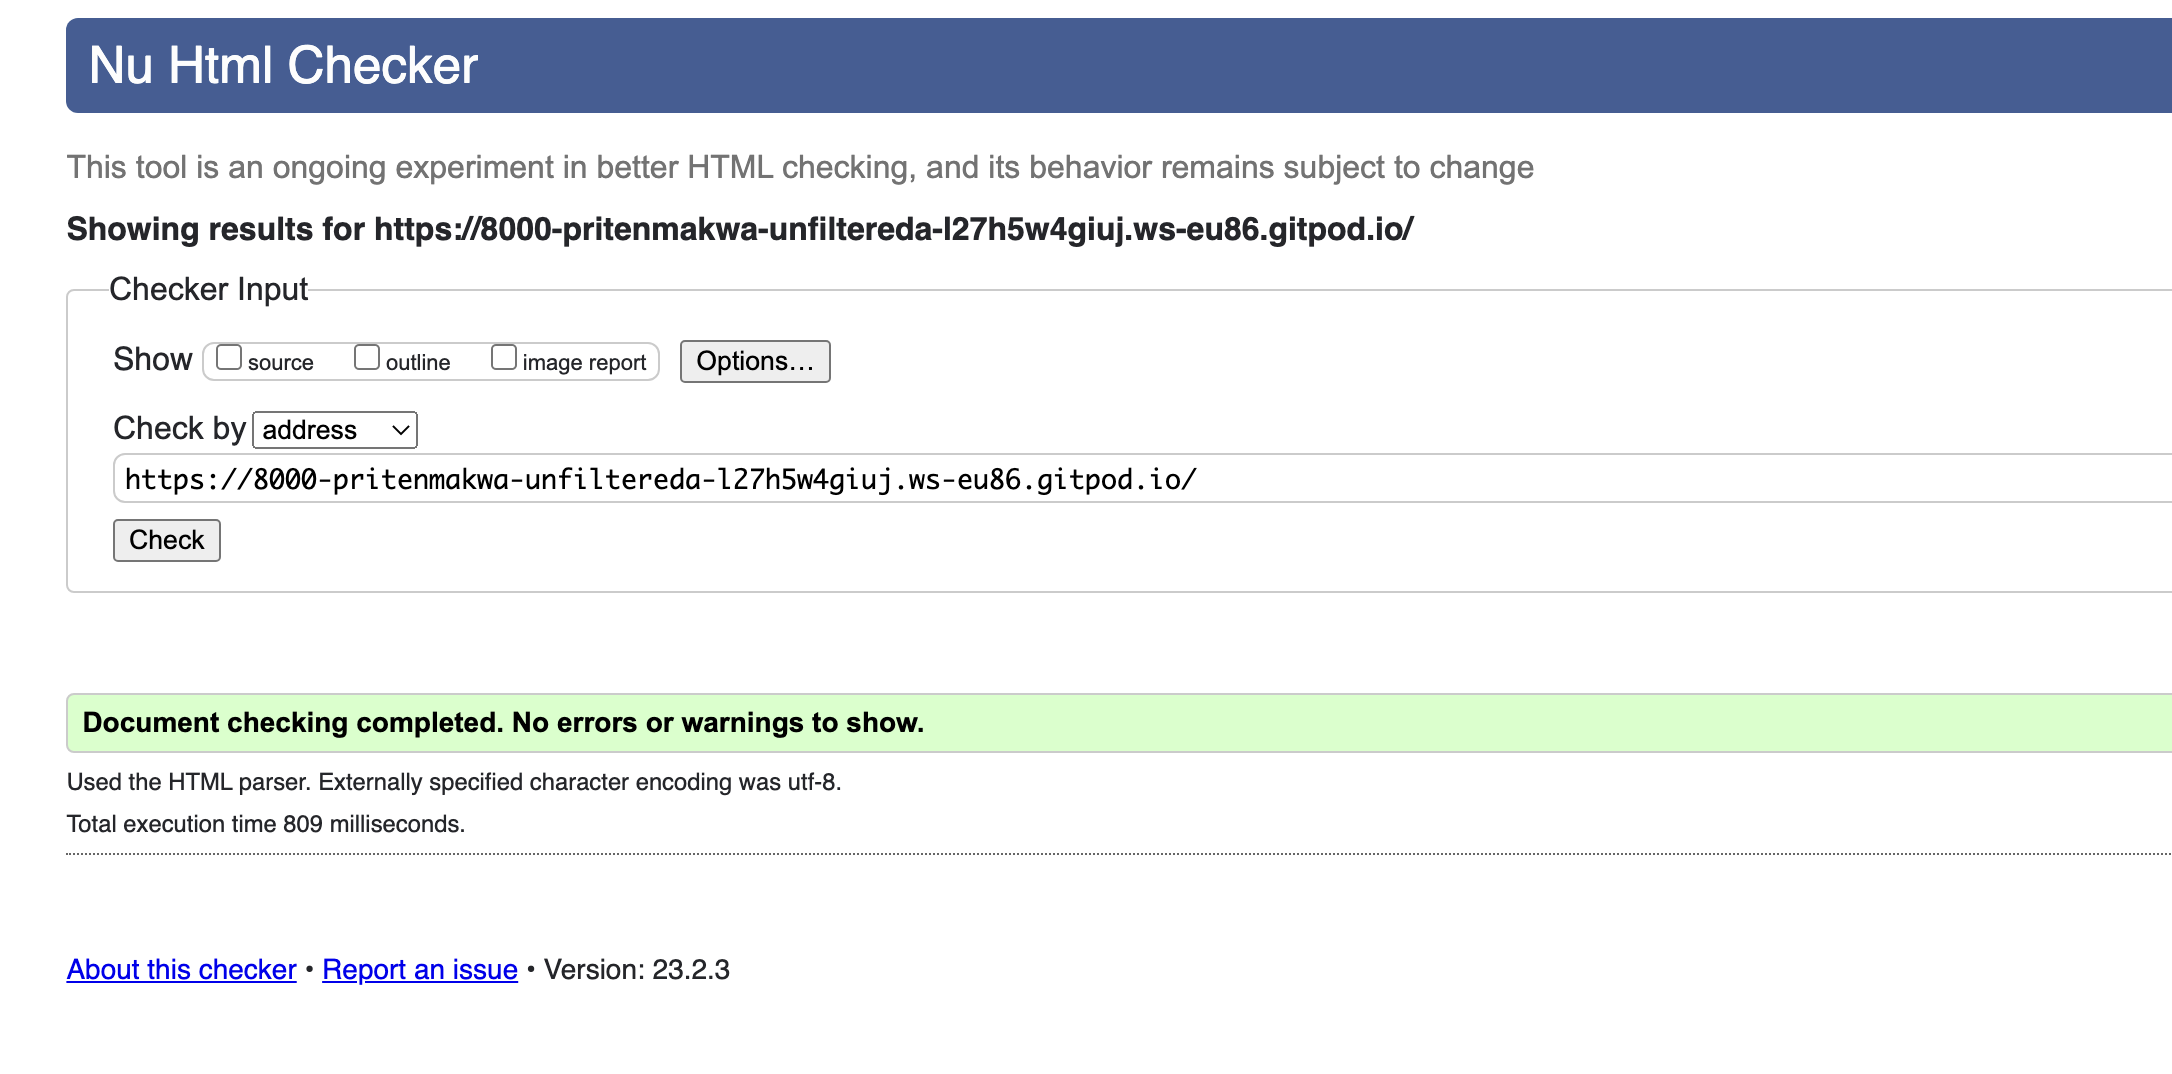 Nu Html Checker
This tool is an ongoing experiment in better HTML checking, and its behavior remains subject to change
Showing results for https://8000-pritenmakwa-unfiltereda-l27h5w4giuj.ws-eu86.gitpod.io/
Checker Input
Show source outline image report Options...
Check by address
https://8000-pritenmakwa-unfiltereda-l27h5w4giuj.ws-eu86.gitpod.io/
Check
Document checking completed. No errors or warnings to show.
Used the HTML parser. Externally specified character encoding was utf-8.
Total execution time 809 milliseconds.
About this checker • Report an issue • Version: 23.2.3